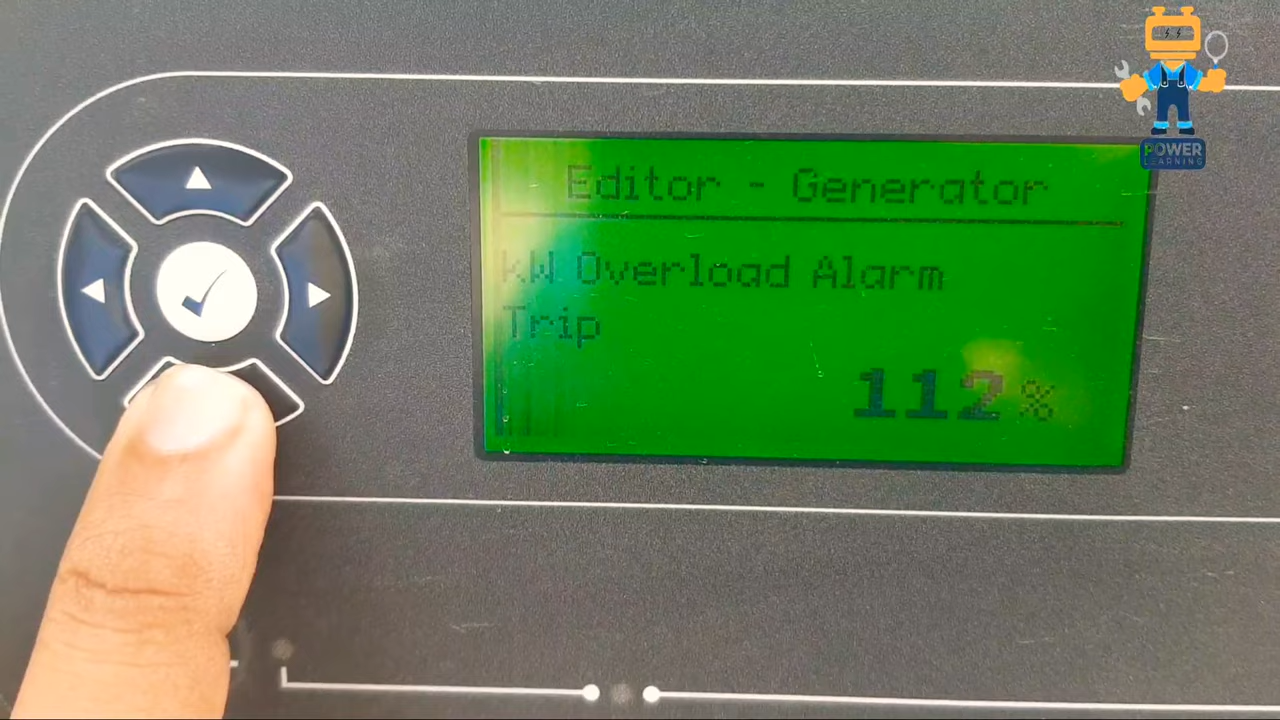 Editor - Generator
kW Overload Alarm
Trip
112%
POWER
LEARNING